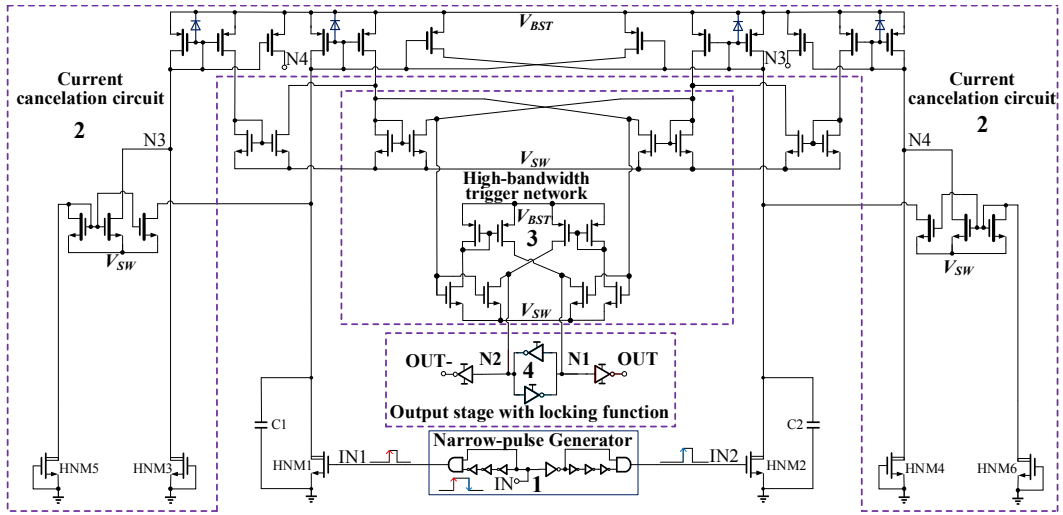 V_BST
N4
N3
Current
cancelation circuit
2
Current
cancelation circuit
2
N3
N4
V_SW
High-bandwidth
trigger network
V_BST
3
V_SW
V_SW
V_SW
OUT-
N2
4
N1
OUT
Output stage with locking function
C1
C2
Narrow-pulse Generator
HNM5
HNM3
HNM1
IN1
IN
1
IN2
HNM2
HNM4
HNM6